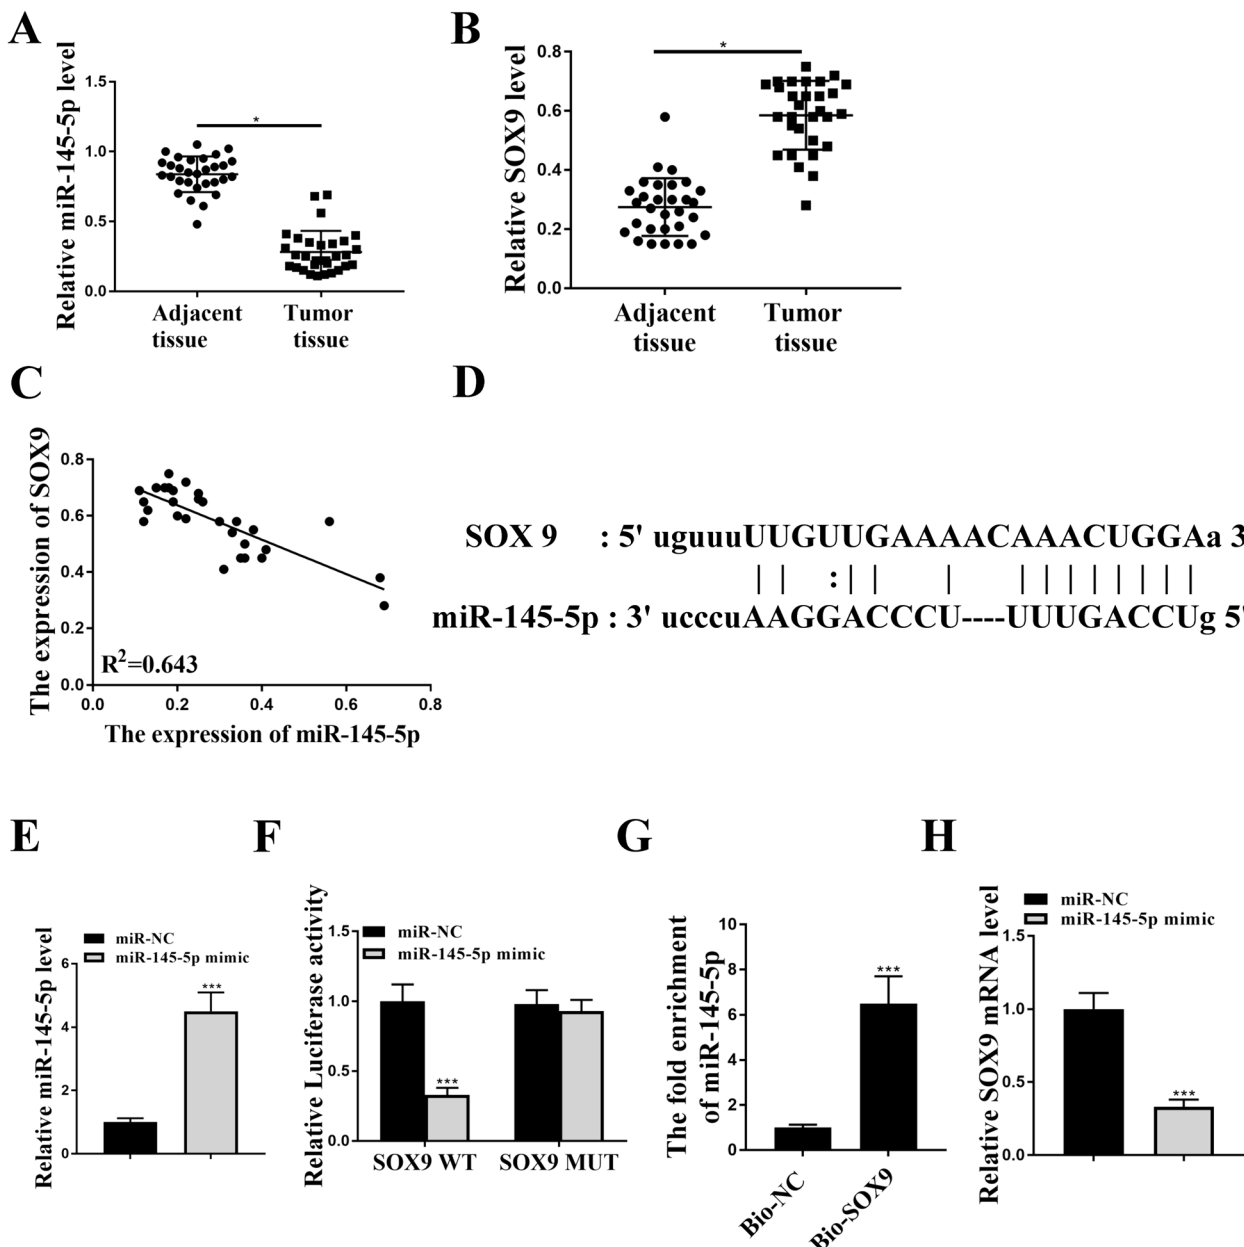 A
Relative miR-145-5p level
1.5
1.0
0.5
0.0
*
Adjacent
tissue
Tumor
tissue
B
Relative SOX9 level
0.8
0.6
0.4
0.2
0.0
*
Adjacent
tissue
Tumor
tissue
C
The expression of SOX9
0.8
0.6
0.4
0.2
0.0
R2=0.643
0.0 0.2 0.4 0.6 0.8
The expression of miR-145-5p
D
SOX 9 : 5' uguuuUUGUUGAAAACAAACUGGAa 3
| | : | | | | | | | | | | |
miR-145-5p : 3' ucccuAAGGACCCU----UUUGACCUg 5'
E
Relative miR-145-5p level
miR-NC
miR-145-5p mimic
6
4
2
0
***
F
Relative Luciferase activity
miR-NC
miR-145-5p mimic
1.5
1.0
0.5
0.0
***
SOX9 WT SOX9 MUT
G
The fold enrichment
of miR-145-5p
10
8
6
4
2
0
***
Bio-NC
Bio-SOX9
H
Relative SOX9 mRNA level
miR-NC
miR-145-5p mimic
1.5
1.0
0.5
0.0
***